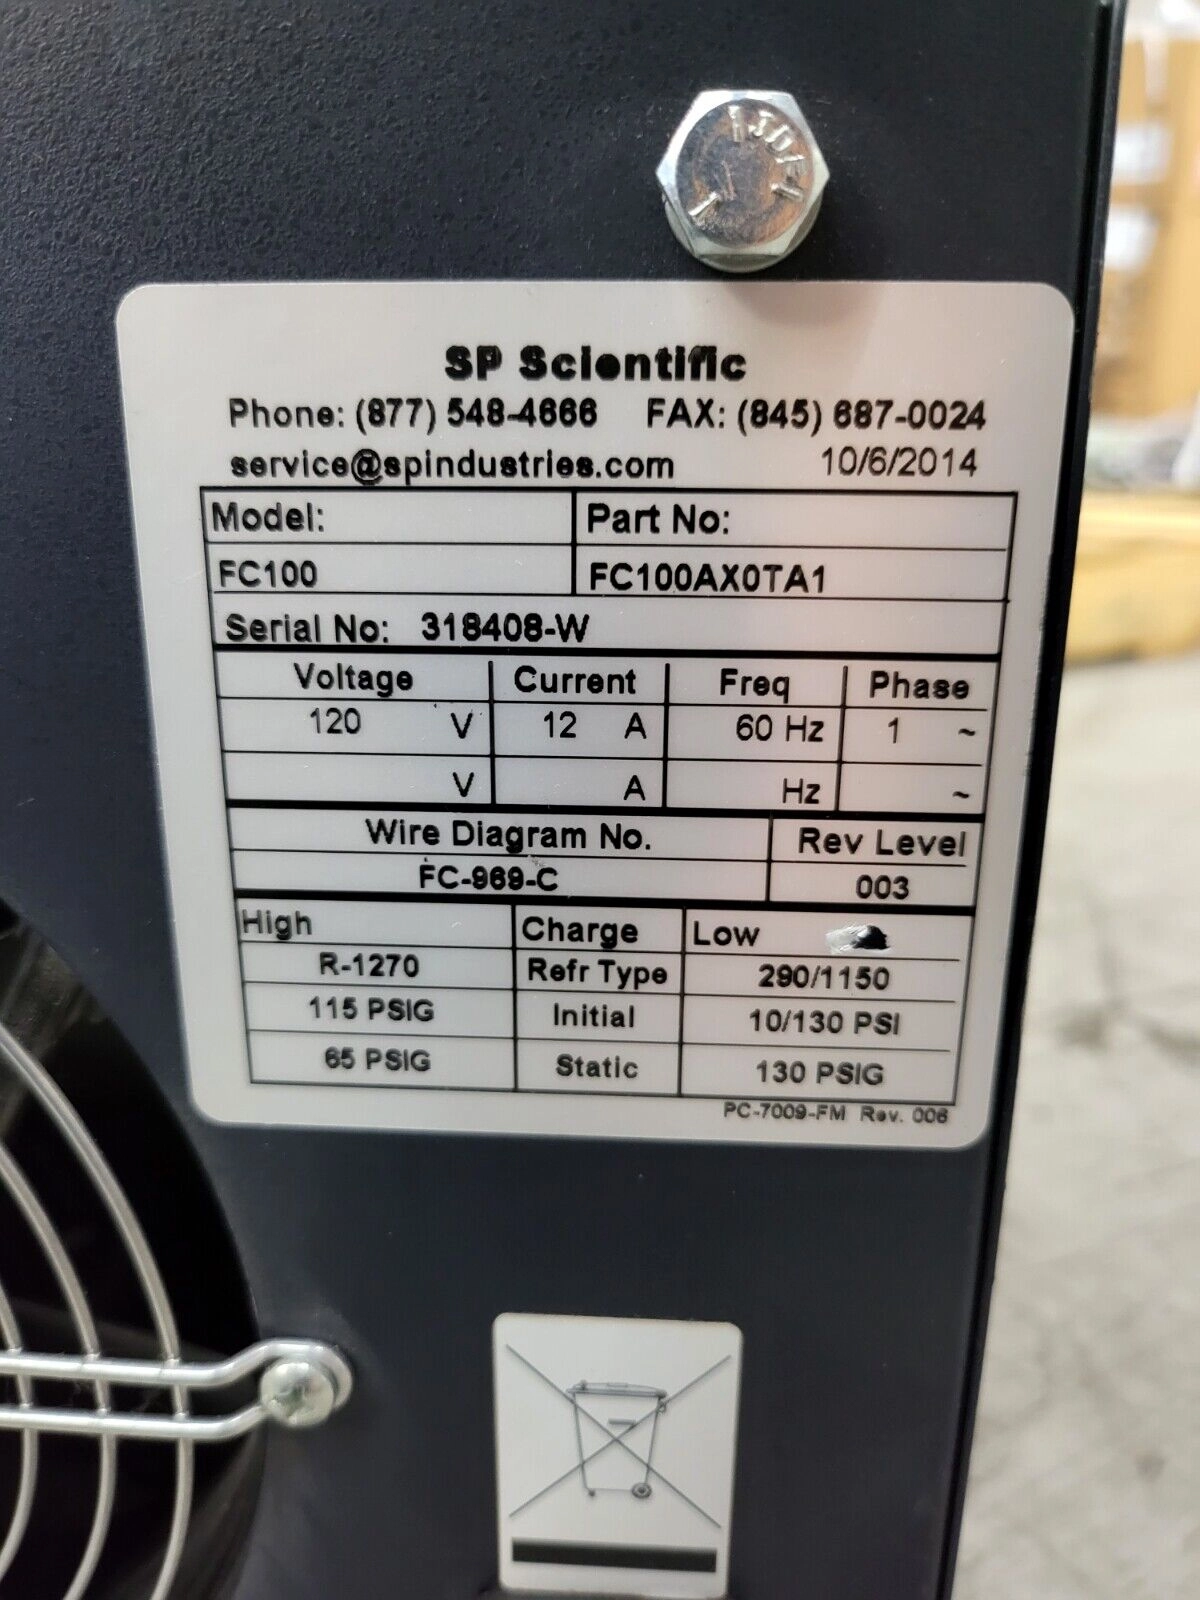 SP Scientific
Phone: (877) 548-4666 FAX: (845) 687-0024
service@spindustries.com 10/6/2014
Model: Part No:
FC100 FC100AX0TA1
Serial No: 318408-W
Voltage Current Freq Phase
120 V 12 A 60 Hz 1 ~
V A Hz ~
Wire Diagram No. Rev Level
FC-969-C 003
High Charge Low
R-1270 Refr Type 290/1150
115 PSIG Initial 10/130 PSI
65 PSIG Static 130 PSIG
PC-7009-FM Rev. 006